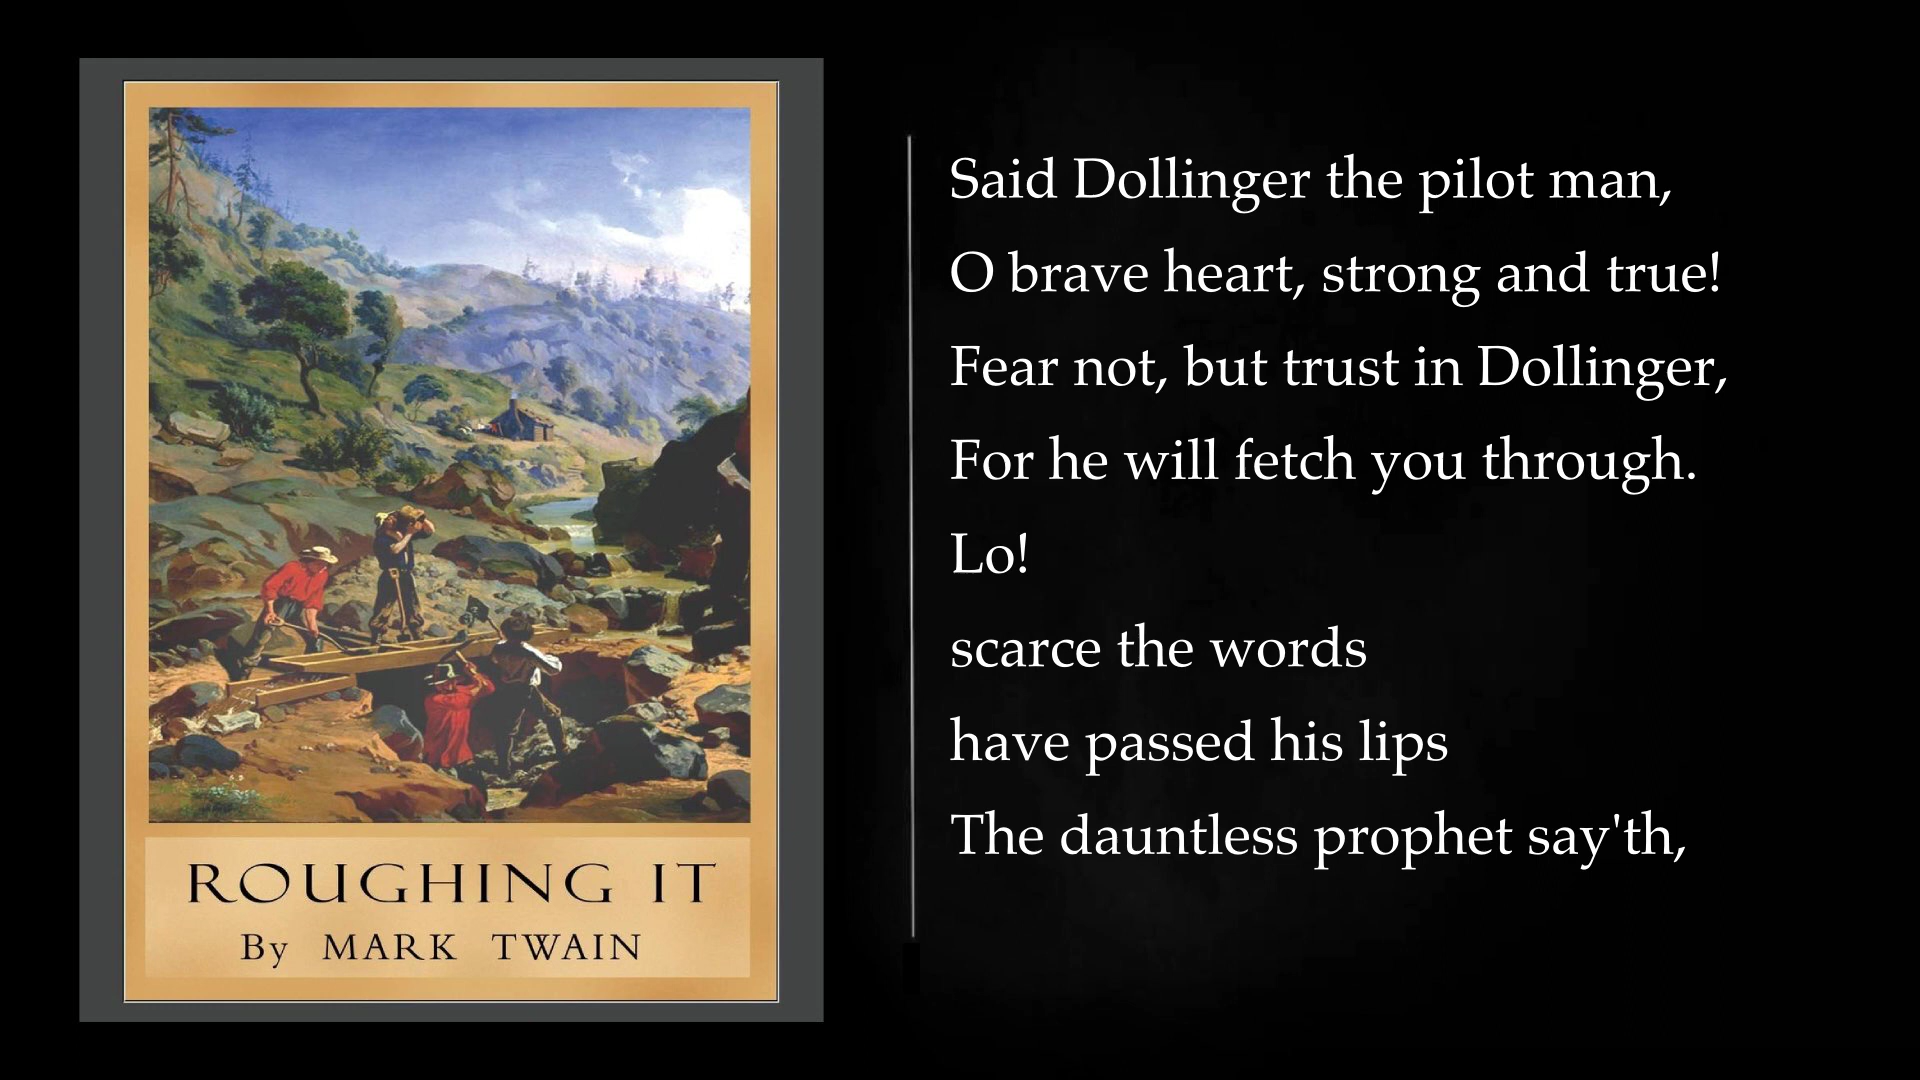 ROUGHING IT
By MARK TWAIN
Said Dollinger the pilot man,
O brave heart, strong and true!
Fear not, but trust in Dollinger,
For he will fetch you through.
Lo!
scarce the words
have passed his lips
The dauntless prophet say'th,